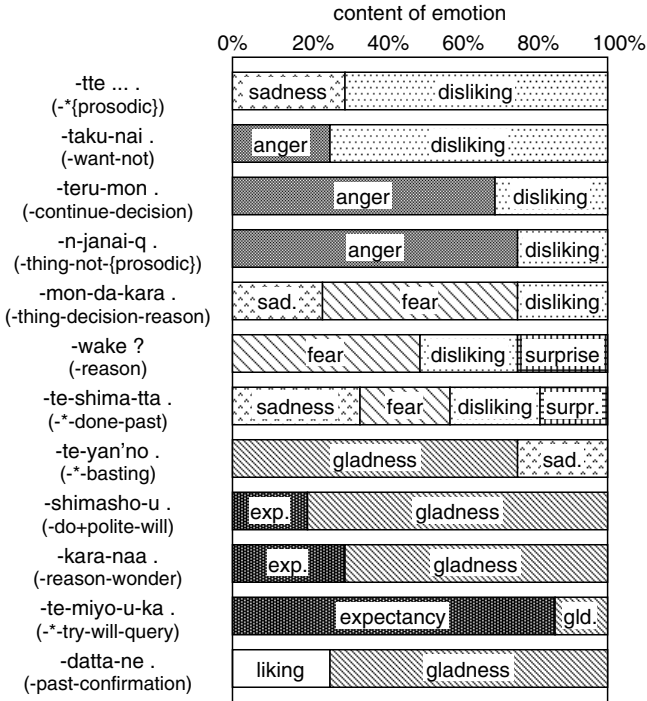 content of emotion
0% 20% 40% 60% 80% 100%
-tte ... .
(-*{prosodic})
sadness disliking
-taku-nai .
(-want-not)
anger disliking
-teru-mon .
(-continue-decision)
anger disliking
-n-janai-q .
(-thing-not-{prosodic})
anger disliking
-mon-da-kara .
(-thing-decision-reason)
sad. fear disliking
-wake ?
(-reason)
fear disliking surprise
-te-shima-tta .
(-*-done-past)
sadness fear disliking surpr.
-te-yan'no .
(-*-basting)
gladness sad.
-shimasho-u .
(-do+polite-will)
exp. gladness
-kara-naa .
(-reason-wonder)
exp. gladness
-te-miyo-u-ka .
(-*-try-will-query)
expectancy gld.
-datta-ne .
(-past-confirmation)
liking gladness